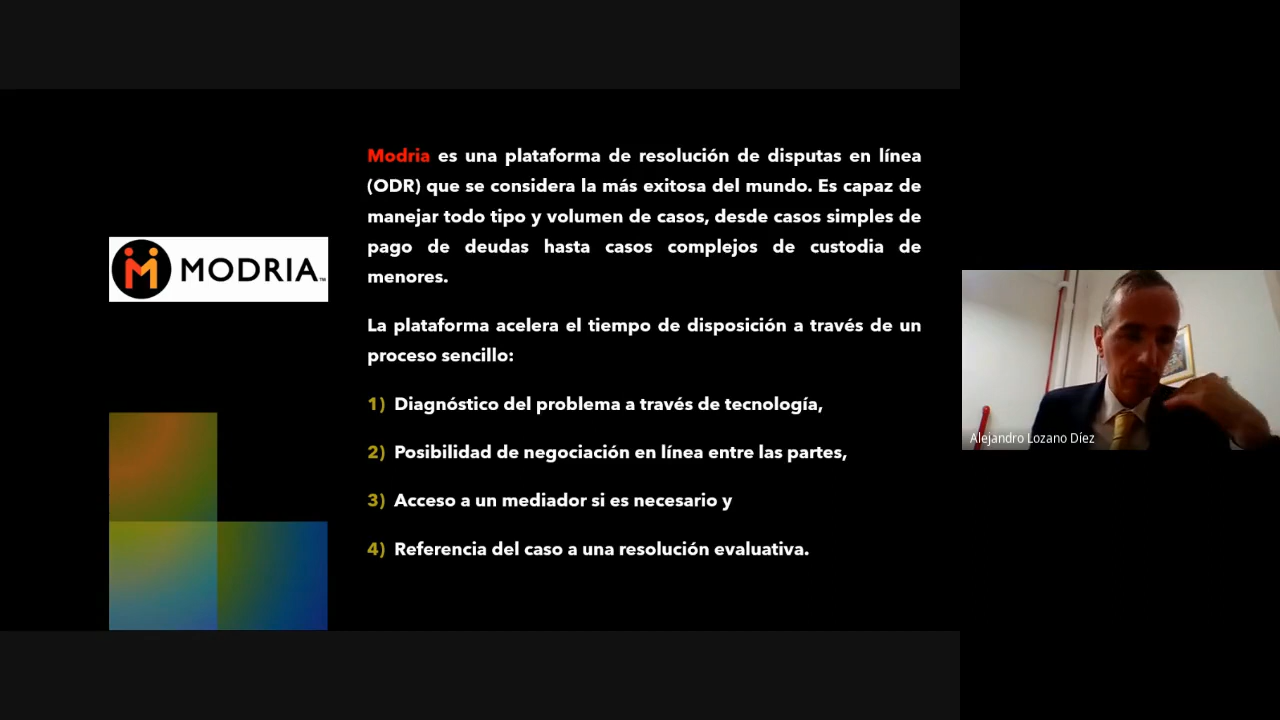 Modria es una plataforma de resolución de disputas en línea
(ODR) que se considera la más exitosa del mundo. Es capaz de
manejar todo tipo y volumen de casos, desde casos simples de
pago de deudas hasta casos complejos de custodia de
menores.
MODRIA™
La plataforma acelera el tiempo de disposición a través de un
proceso sencillo:
1) Diagnóstico del problema a través de tecnología,
2) Posibilidad de negociación en línea entre las partes,
3) Acceso a un mediador si es necesario y
4) Referencia del caso a una resolución evaluativa.
Alejandro Lozano Díez